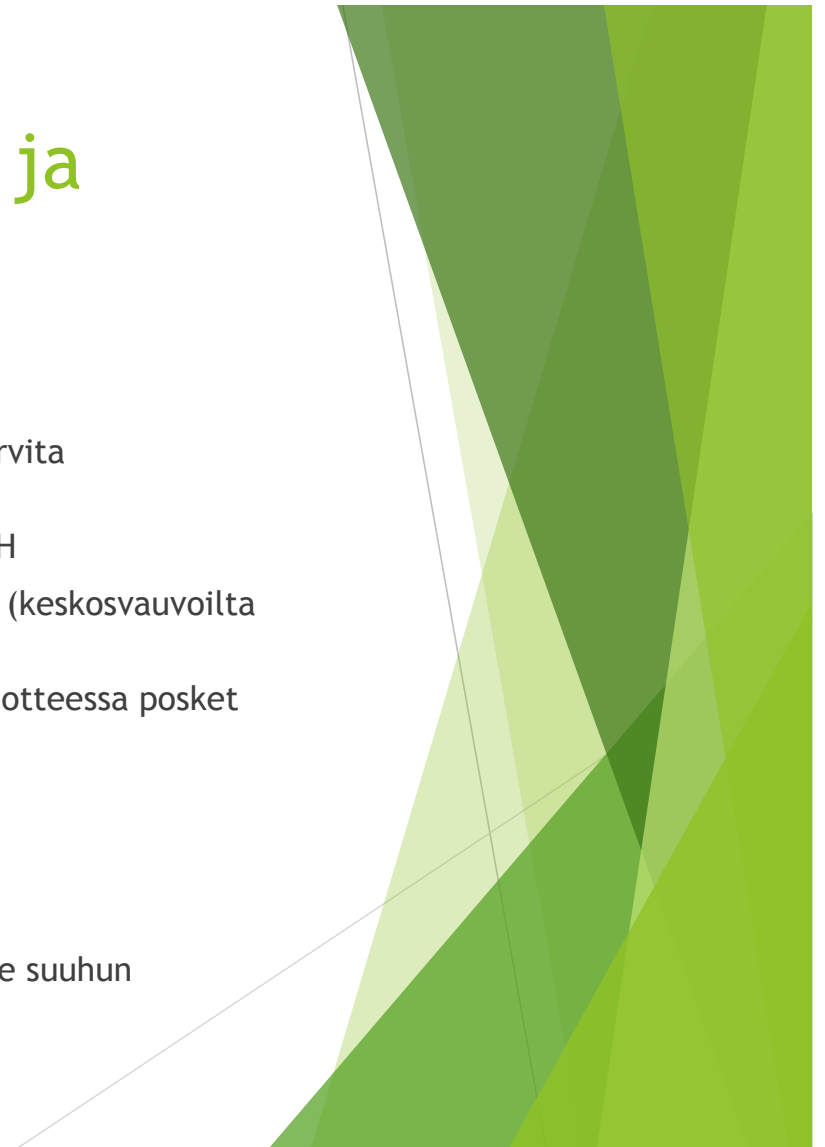 ja
rvita
H
(keskosvauvoilta
otteessa posket
e suuhun